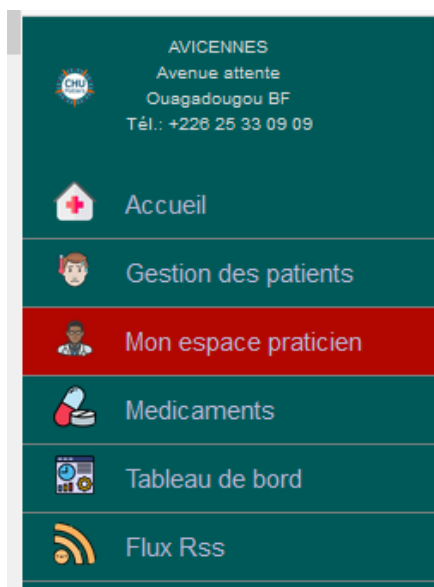 AVICENNES
Avenue attente
Ouagadougou BF
Tél.: +226 25 33 09 09
CHU
Accueil
Gestion des patients
Mon espace praticien
Medicaments
Tableau de bord
Flux Rss